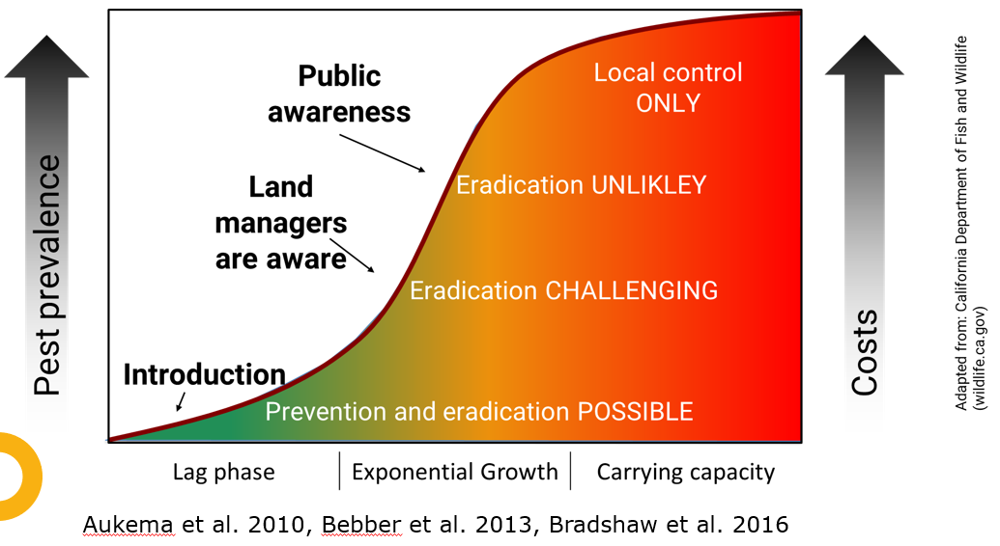 Pest prevalence
Public
awareness
Land
managers
are aware
Introduction
Local control
ONLY
Eradication UNLIKLEY
Eradication CHALLENGING
Prevention and eradication POSSIBLE
Costs
Adapted from: California Department of Fish and Wildlife
(wildlife.ca.gov)
Lag phase
Exponential Growth
Carrying capacity
Aukema et al. 2010, Bebber et al. 2013, Bradshaw et al. 2016